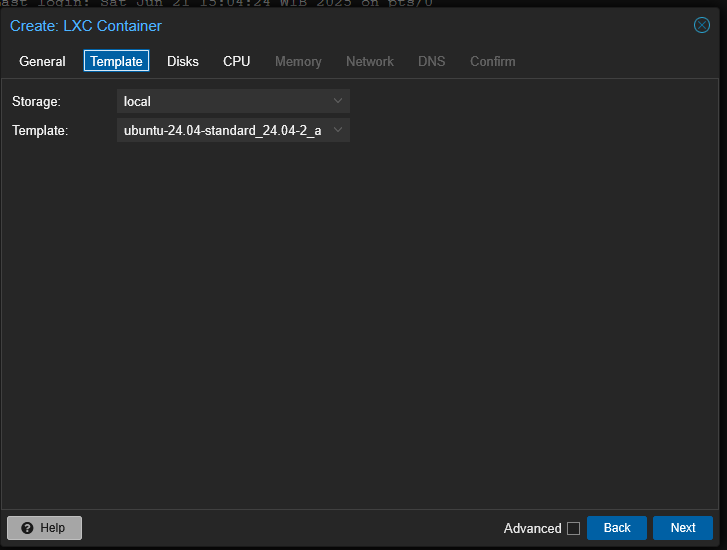 ast login: Sat Jun 21 15:04:24 WIB 2025 on pts/0
Create: LXC Container
General Template Disks CPU Memory Network DNS Confirm
Storage: local
Template: ubuntu-24.04-standard_24.04-2_a
Help Advanced Back Next